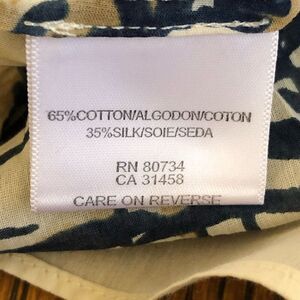 65%COTTON/ALGODON/COTON
35%SILK/SOIE/SEDA
RN 80734
CA 31458
CARE ON REVERSE